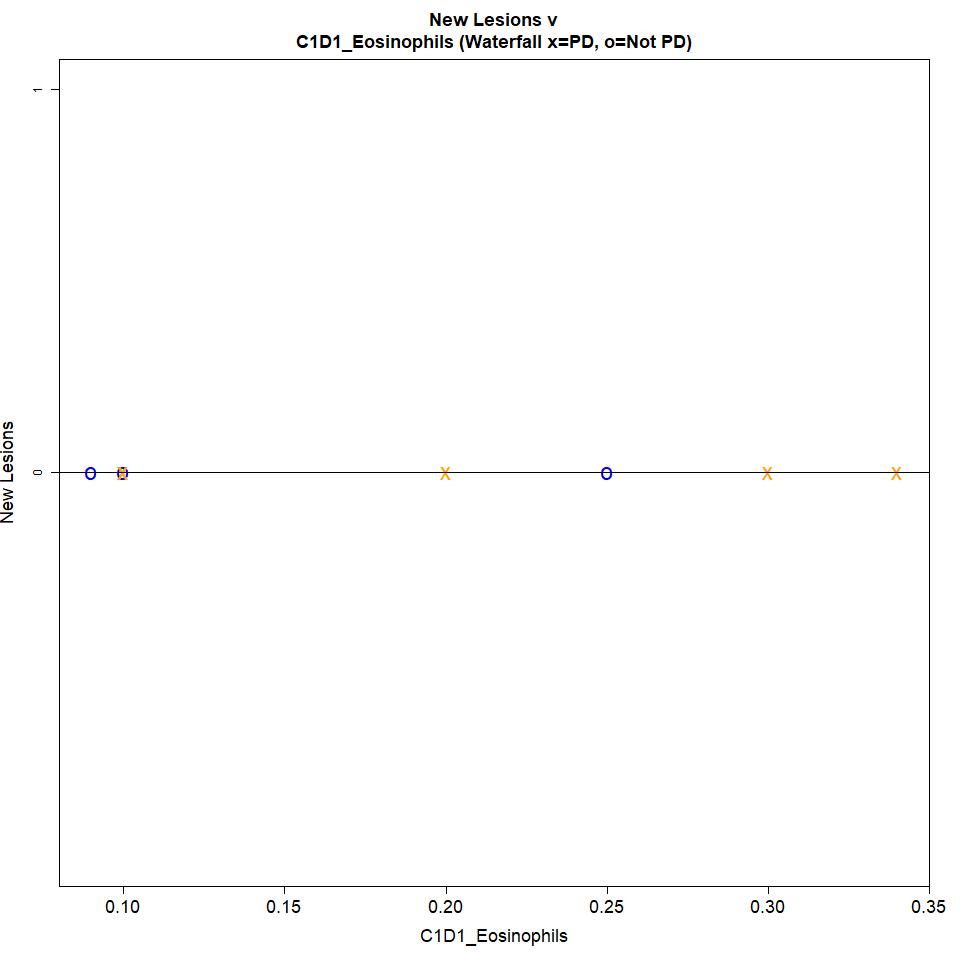 New Lesions v
C1D1_Eosinophils (Waterfall x=PD, o=Not PD)
1
New Lesions
0
o
o
x
x
o
x
x
0.10
0.15
0.20
0.25
0.30
0.35
C1D1_Eosinophils